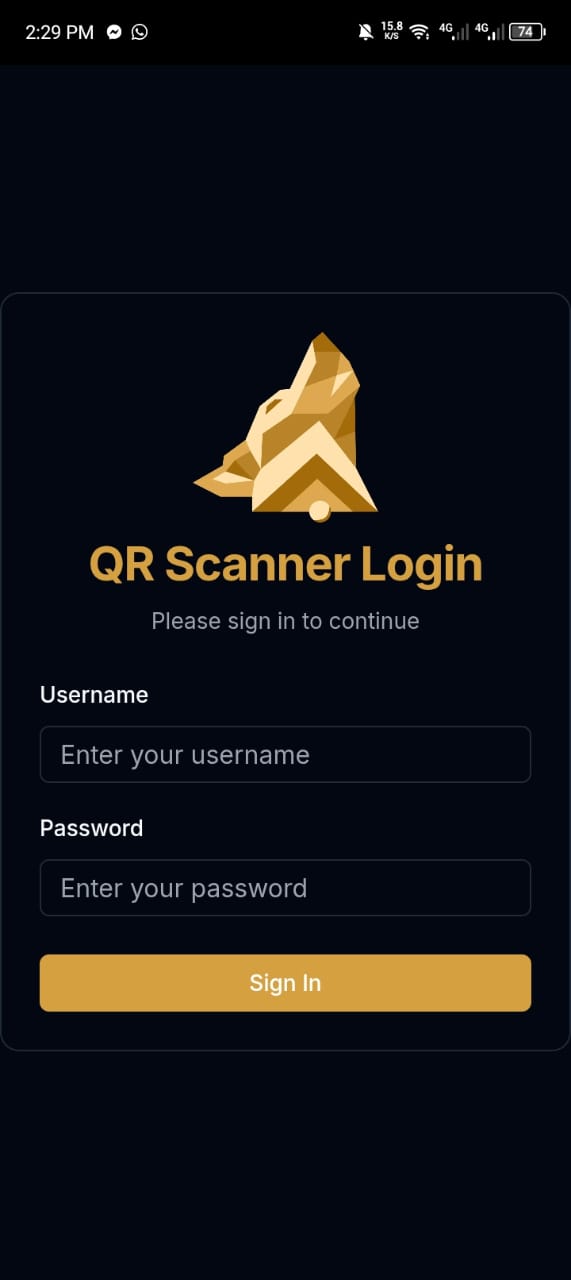 2:29 PM
15.8
K/S
4G
4G
74
QR Scanner Login
Please sign in to continue
Username
Enter your username
Password
Enter your password
Sign In